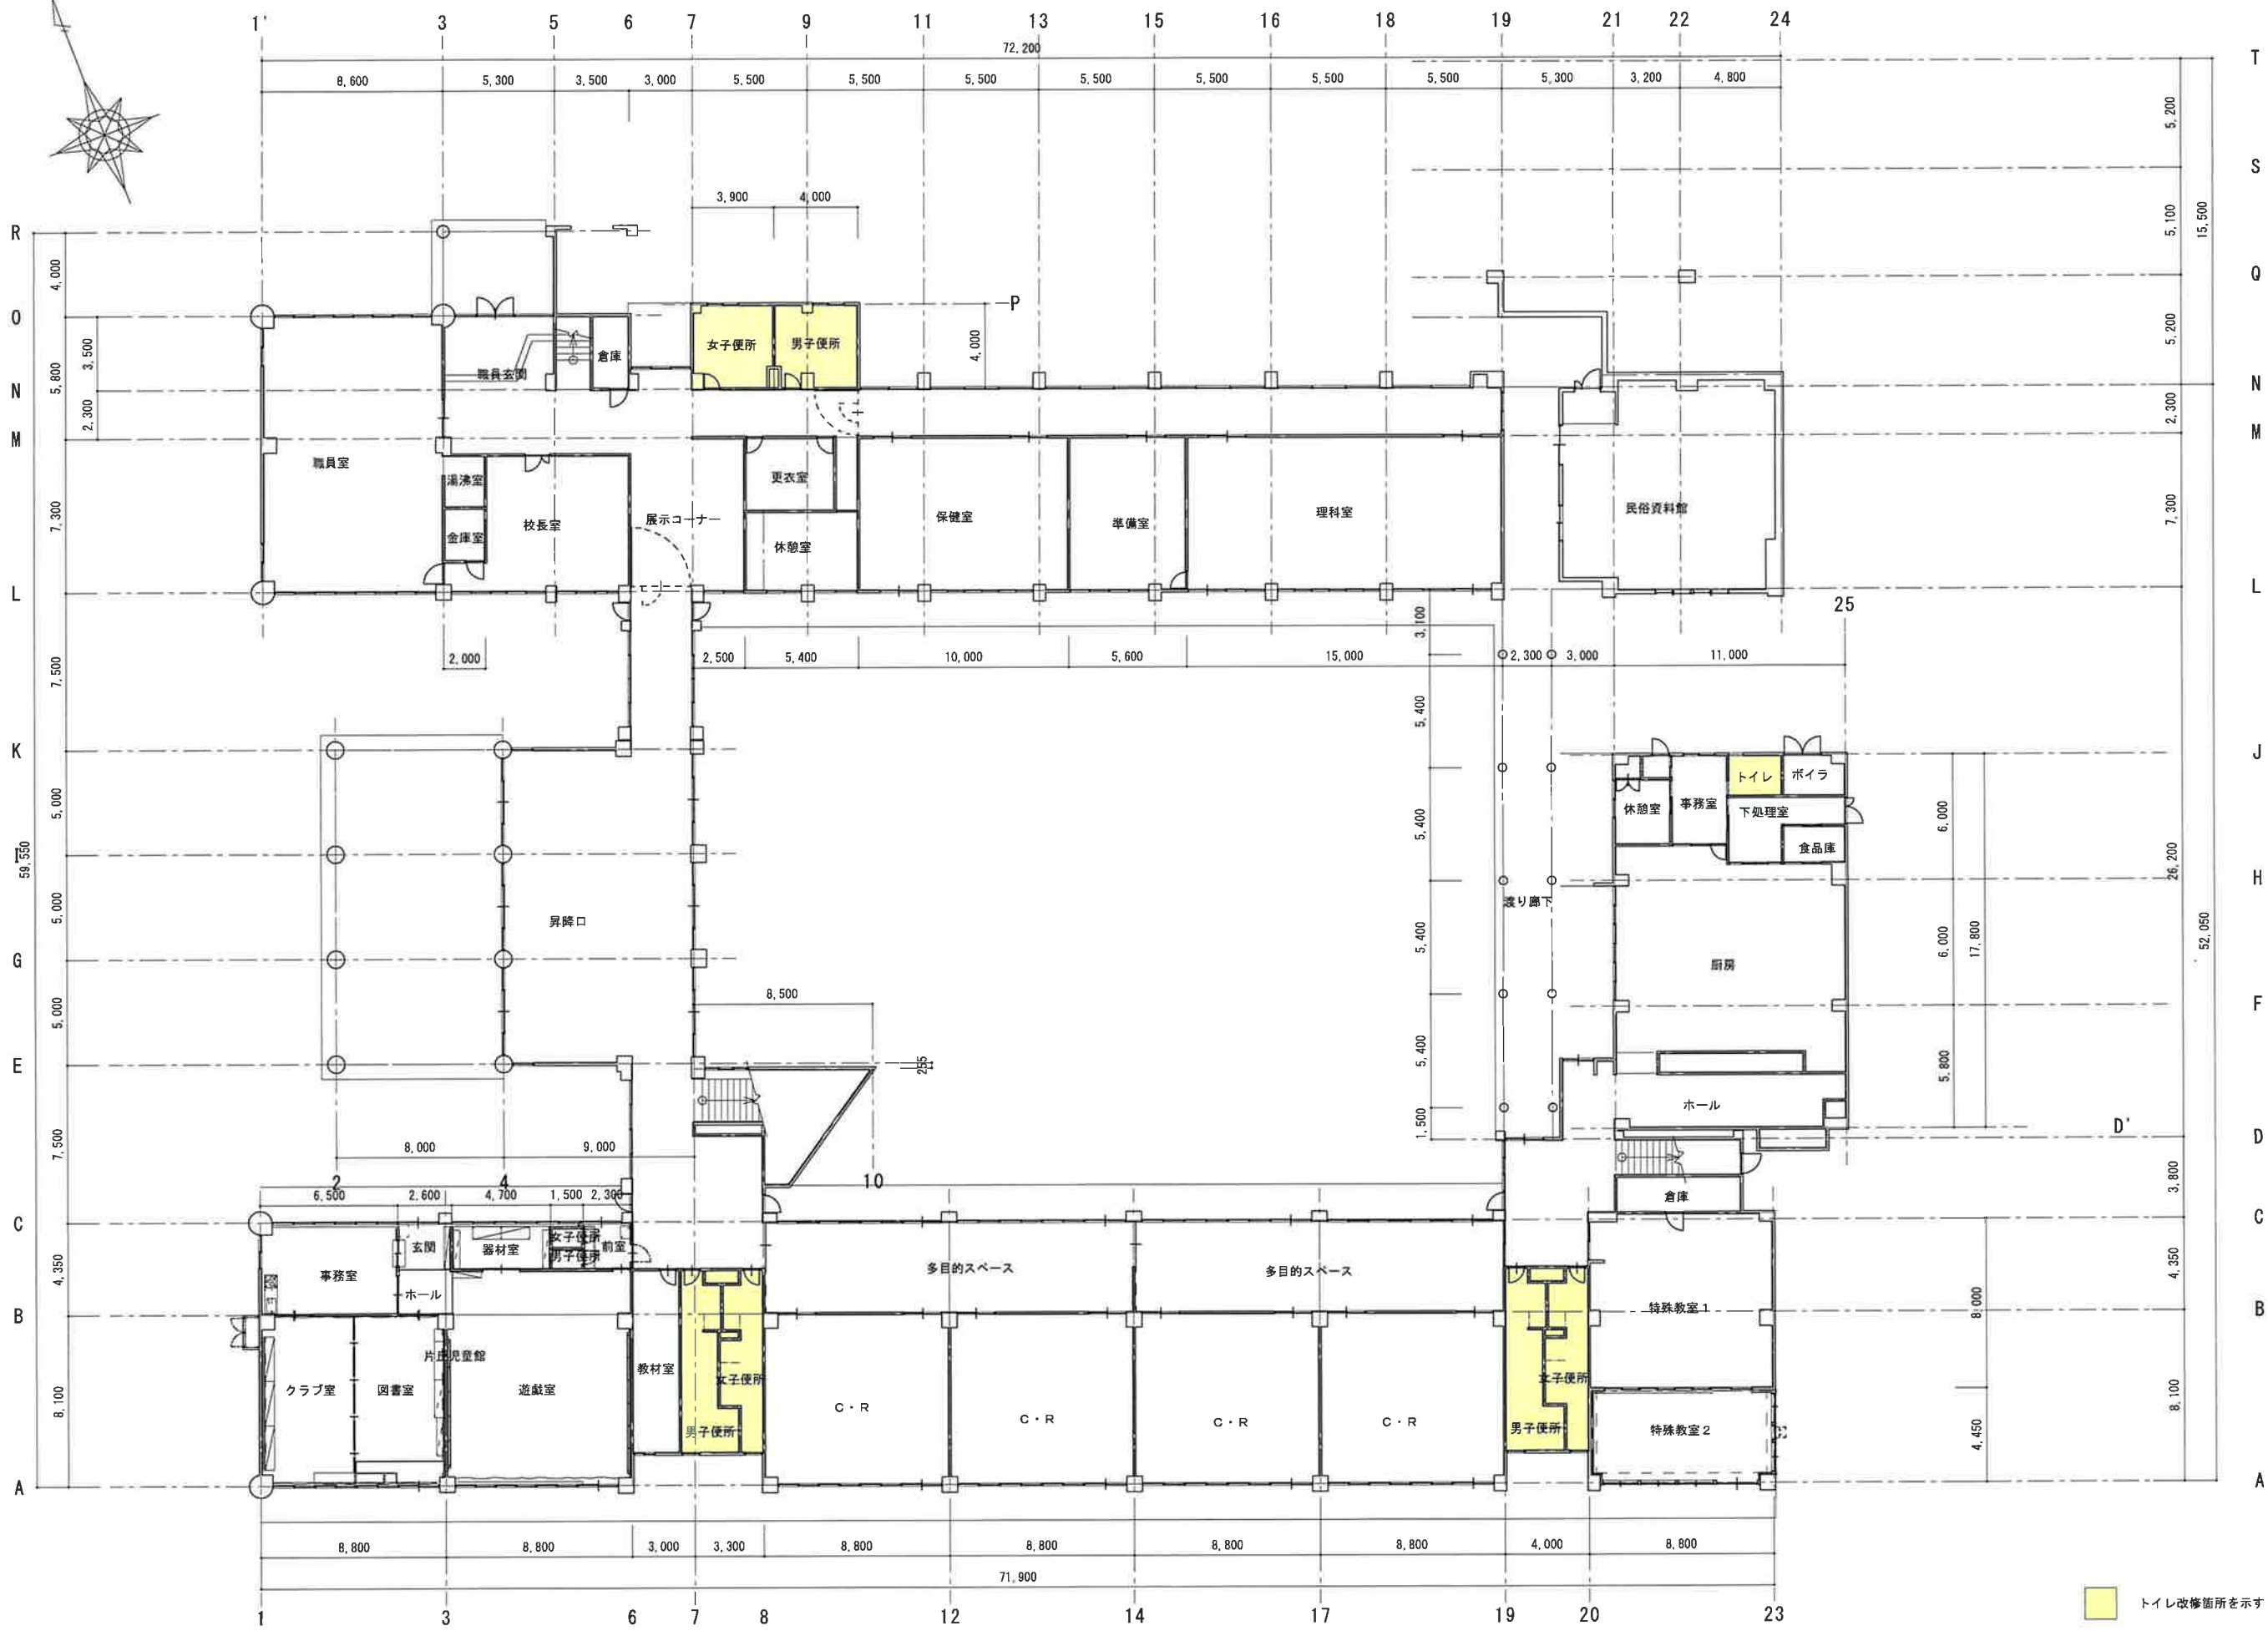 1' 3 5 6 7 9 11 13 15 16 18 19 21 22 24
72,200
8,600 5,300 3,500 3,000 5,500 5,500 5,500 5,500 5,500 5,500 5,500 5,300 3,200 4,800
T
5,200
S
3,900 4,000
5,100
15,500
R
4,000
Q
P
O
女子便所 男子便所
3,500
5,800
倉庫
4,000
5,200
職員玄関
N
N
2,300
2,300
M
M
職員室
湯沸室
更衣室
展示コーナー
保健室
準備室
理科室
民俗資料館
7,300
校長室
7,300
金庫室
休憩室
L
L
25
3,100
2,000
2,500 5,400 10,000 5,600 15,000 2,300 3,000 11,000
7,500
5,400
K
J
トイレ ボイラ
休憩室 事務室 下処理室
5,000
5,400
6,000
食品庫
I
59,550
26,200
H
渡り廊下
5,000
昇降口
52,050
5,400
6,000
17,800
G
厨房
8,500
5,000
F
E
255
5,400
5,800
ホール
1,500
D'
D
7,500
8,000 9,000
2 4 10
6,500 2,600 4,700 1,500 2,300
3,800
倉庫
C
C
玄関 器材室 女子便所 前室
男子便所
事務室
多目的スペース 多目的スペース
4,350
4,350
ホール
特殊教室1
8,000
B
B
片丘児童館
クラブ室 図書室 遊戯室 教材室
女子便所
女子便所
8,100
8,100
C・R C・R C・R C・R
男子便所
男子便所
特殊教室2
4,450
A
A
8,800 8,800 3,000 3,300 8,800 8,800 8,800 8,800 4,000 8,800
71,900
1 3 6 7 8 12 14 17 19 20 23
トイレ改修箇所を示す